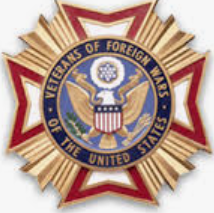 VETERANS OF FOREIGN WARS
OF THE UNITED STATES